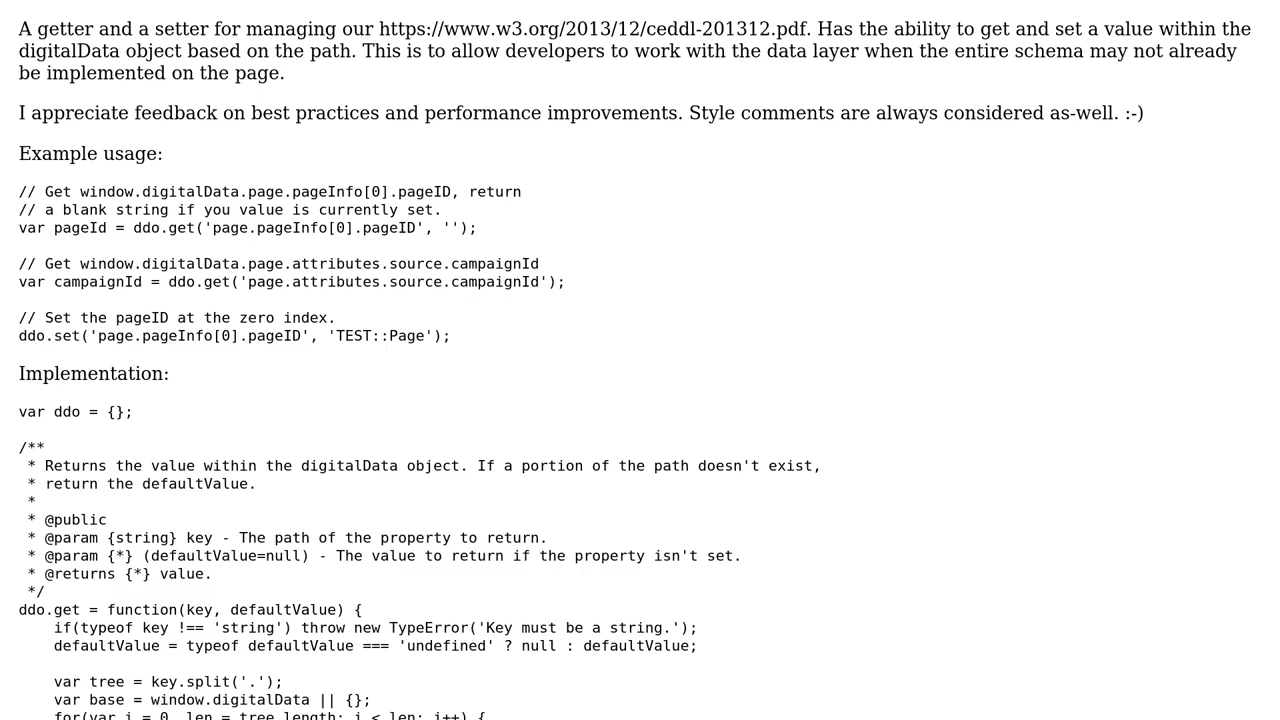 A getter and a setter for managing our https://www.w3.org/2013/12/ceddl-201312.pdf. Has the ability to get and set a value within the
digitalData object based on the path. This is to allow developers to work with the data layer when the entire schema may not already
be implemented on the page.
I appreciate feedback on best practices and performance improvements. Style comments are always considered as-well. :-)
Example usage:
// Get window.digitalData.page.pageInfo[0].pageID, return
// a blank string if you value is currently set.
var pageId = ddo.get('page.pageInfo[0].pageID', '');
// Get window.digitalData.page.attributes.source.campaignId
var campaignId = ddo.get('page.attributes.source.campaignId');
// Set the pageID at the zero index.
ddo.set('page.pageInfo[0].pageID', 'TEST::Page');
Implementation:
var ddo = {};
/**
 * Returns the value within the digitalData object. If a portion of the path doesn't exist,
 * return the defaultValue.
 *
 * @public
 * @param {string} key - The path of the property to return.
 * @param {*} (defaultValue=null) - The value to return if the property isn't set.
 * @returns {*} value.
 */
ddo.get = function(key, defaultValue) {
    if(typeof key !== 'string') throw new TypeError('Key must be a string.');
    defaultValue = typeof defaultValue === 'undefined' ? null : defaultValue;
    var tree = key.split('.');
    var base = window.digitalData || {};
    for(var i = 0, len = tree.length; i < len; i++) {